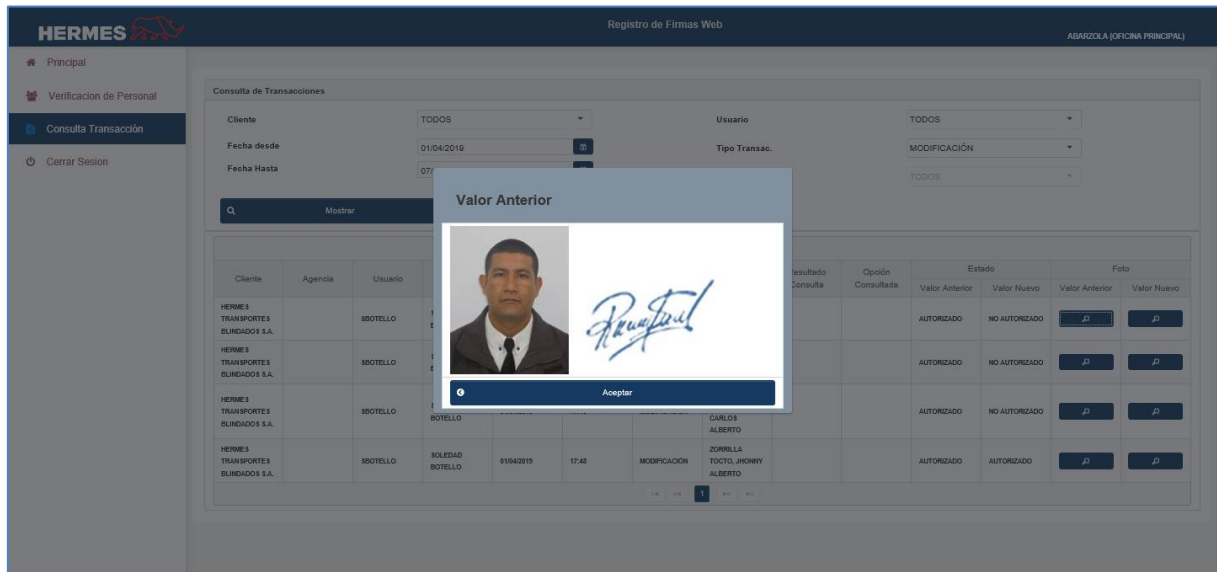 HERMES
Registro de Firmas Web
ABARZOLA (OFICINA PRINCIPAL)
Principal
Verificacion de Personal
Consulta Transacción
Cerrar Sesion
Consulta de Transacciones
Cliente TODOS Usuario TODOS
Fecha desde 01/04/2019 Tipo Transac. MODIFICACIÓN
Fecha Hasta 07/ TODOS
Mostrar
Valor Anterior
Aceptar
Cliente Agencia Usuario Resultado Consulta Opción Consultada Estado Foto
Valor Anterior Valor Nuevo Valor Anterior Valor Nuevo
HERMES TRANSPORTES BLINDADOS S.A. SBOTELLO AUTORIZADO NO AUTORIZADO
HERMES TRANSPORTES BLINDADOS S.A. SBOTELLO AUTORIZADO NO AUTORIZADO
HERMES TRANSPORTES BLINDADOS S.A. SBOTELLO BOTELLO CARLOS ALBERTO AUTORIZADO NO AUTORIZADO
HERMES TRANSPORTES BLINDADOS S.A. SBOTELLO SOLEDAD BOTELLO 01/04/2019 17:48 MODIFICACIÓN ZORRILLA TOCTO, JHONNY ALBERTO AUTORIZADO AUTORIZADO
1